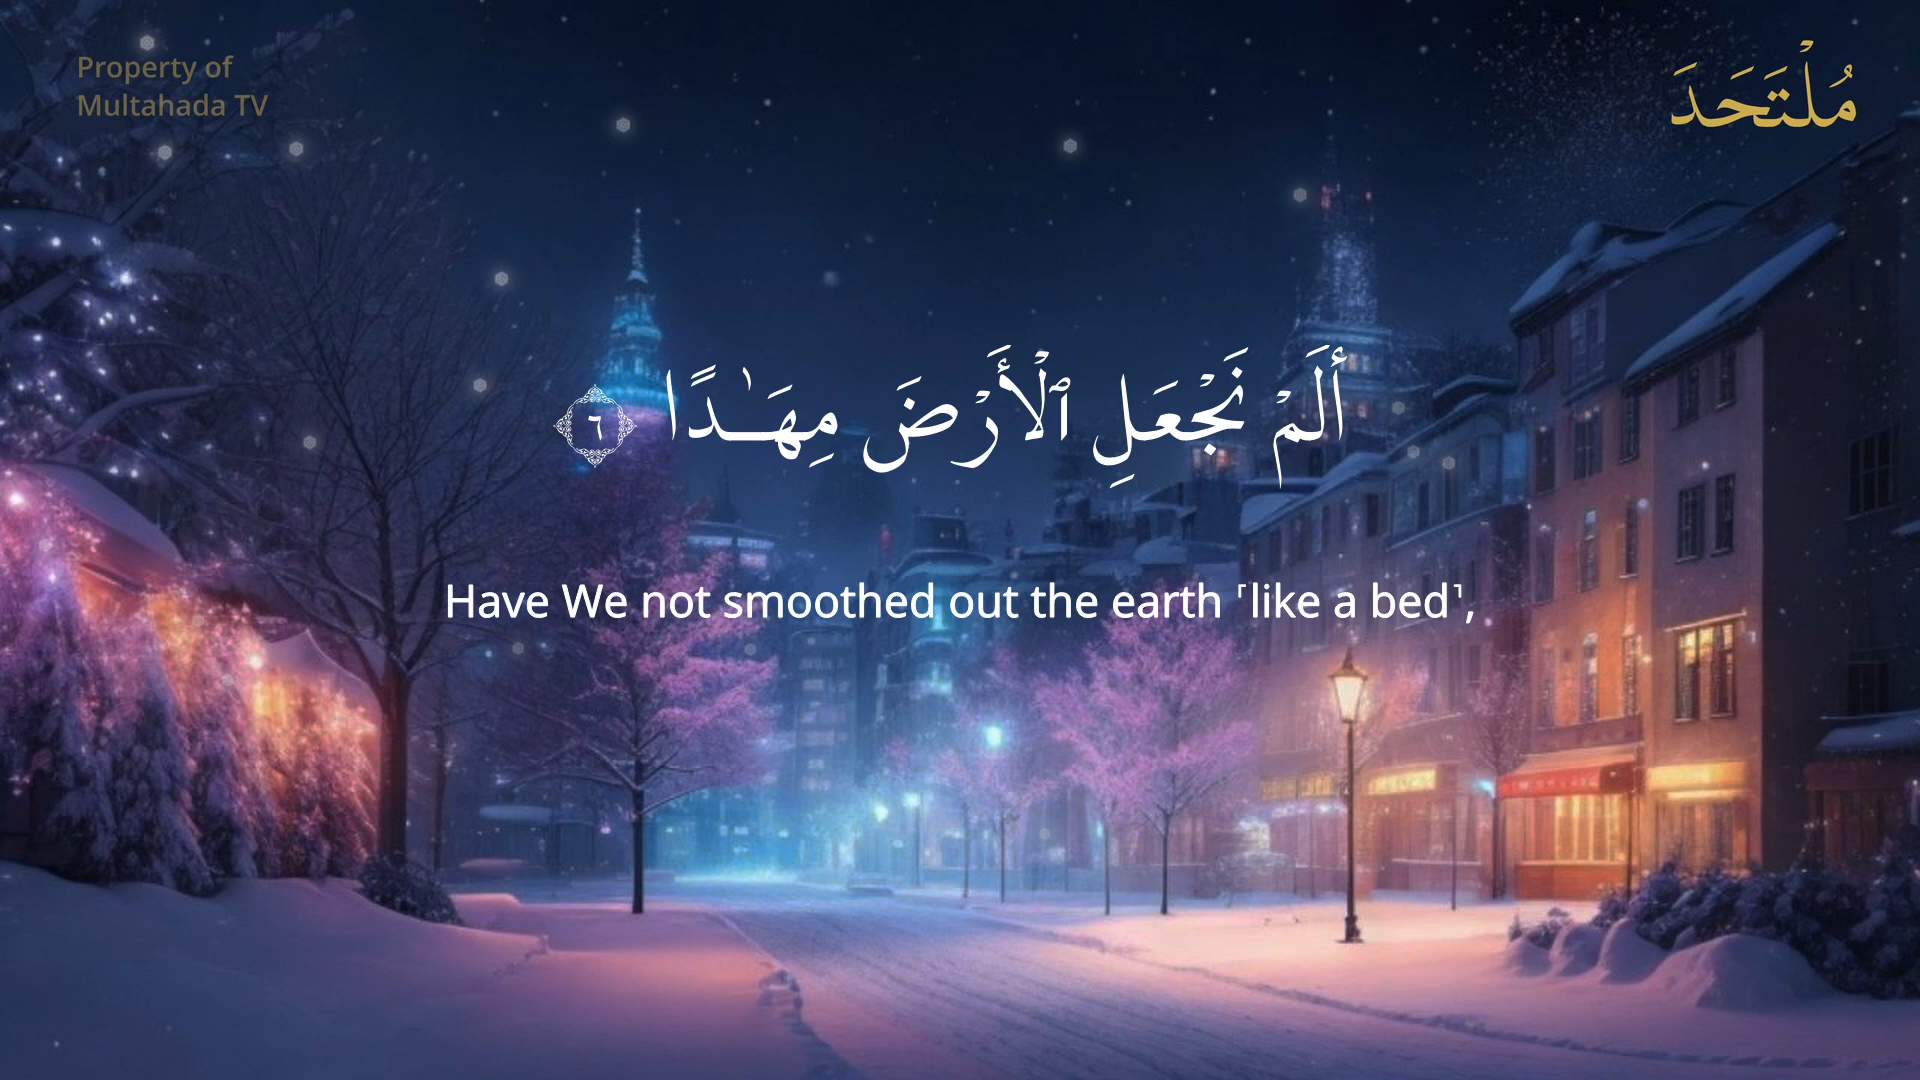 Property of
Multahada TV
مُلْتَحَدَ
أَلَمْ نَجْعَلِ ٱلْأَرْضَ مِهَـٰدًا ٦
Have We not smoothed out the earth ˹like a bed˺,